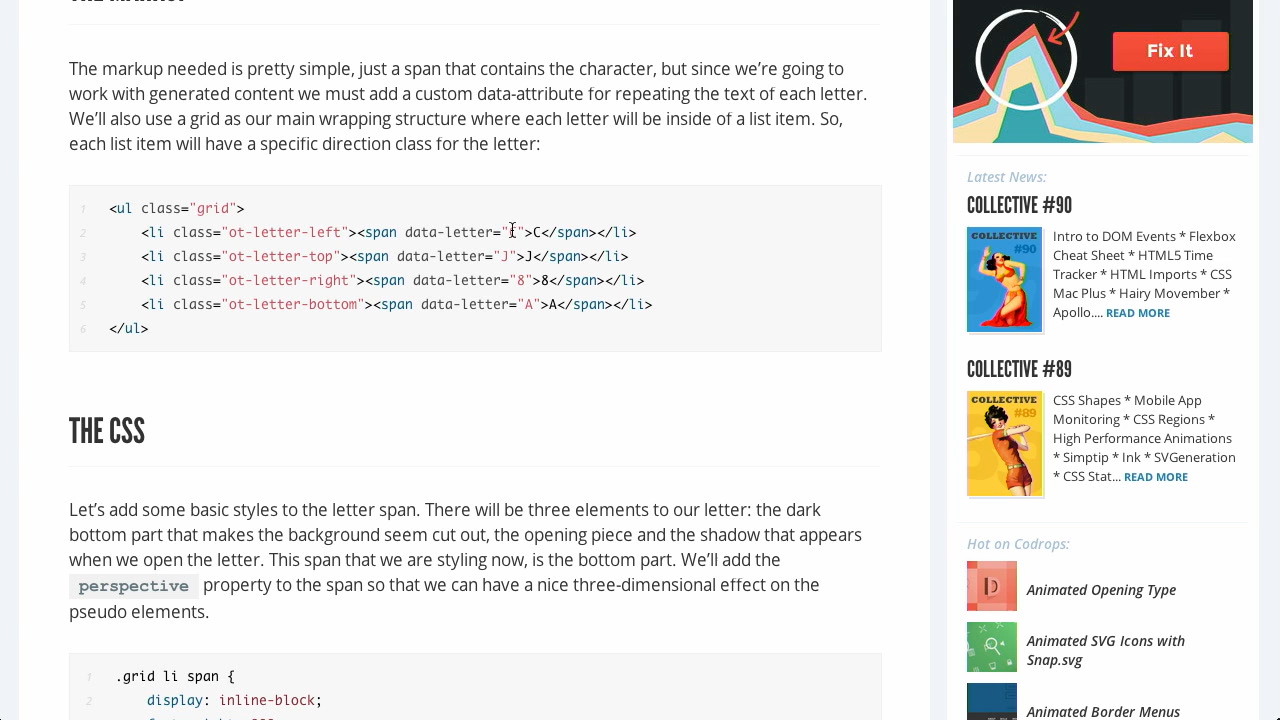 The markup needed is pretty simple, just a span that contains the character, but since we’re going to
work with generated content we must add a custom data-attribute for repeating the text of each letter.
We’ll also use a grid as our main wrapping structure where each letter will be inside of a list item. So,
each list item will have a specific direction class for the letter:
1 <ul class="grid">
2 <li class="ot-letter-left"><span data-letter="C">C</span></li>
3 <li class="ot-letter-top"><span data-letter="J">J</span></li>
4 <li class="ot-letter-right"><span data-letter="8">8</span></li>
5 <li class="ot-letter-bottom"><span data-letter="A">A</span></li>
6 </ul>
THE CSS
Let’s add some basic styles to the letter span. There will be three elements to our letter: the dark
bottom part that makes the background seem cut out, the opening piece and the shadow that appears
when we open the letter. This span that we are styling now, is the bottom part. We’ll add the
perspective property to the span so that we can have a nice three-dimensional effect on the
pseudo elements.
1 .grid li span {
2 display: inline-block;
Fix It
Latest News:
COLLECTIVE #90
COLLECTIVE
#90
Intro to DOM Events * Flexbox
Cheat Sheet * HTML5 Time
Tracker * HTML Imports * CSS
Mac Plus * Hairy Movember *
Apollo.... READ MORE
COLLECTIVE #89
COLLECTIVE
#89
CSS Shapes * Mobile App
Monitoring * CSS Regions *
High Performance Animations
* Simptip * Ink * SVGeneration
* CSS Stat... READ MORE
Hot on Codrops:
Animated Opening Type
Animated SVG Icons with
Snap.svg
Animated Border Menus